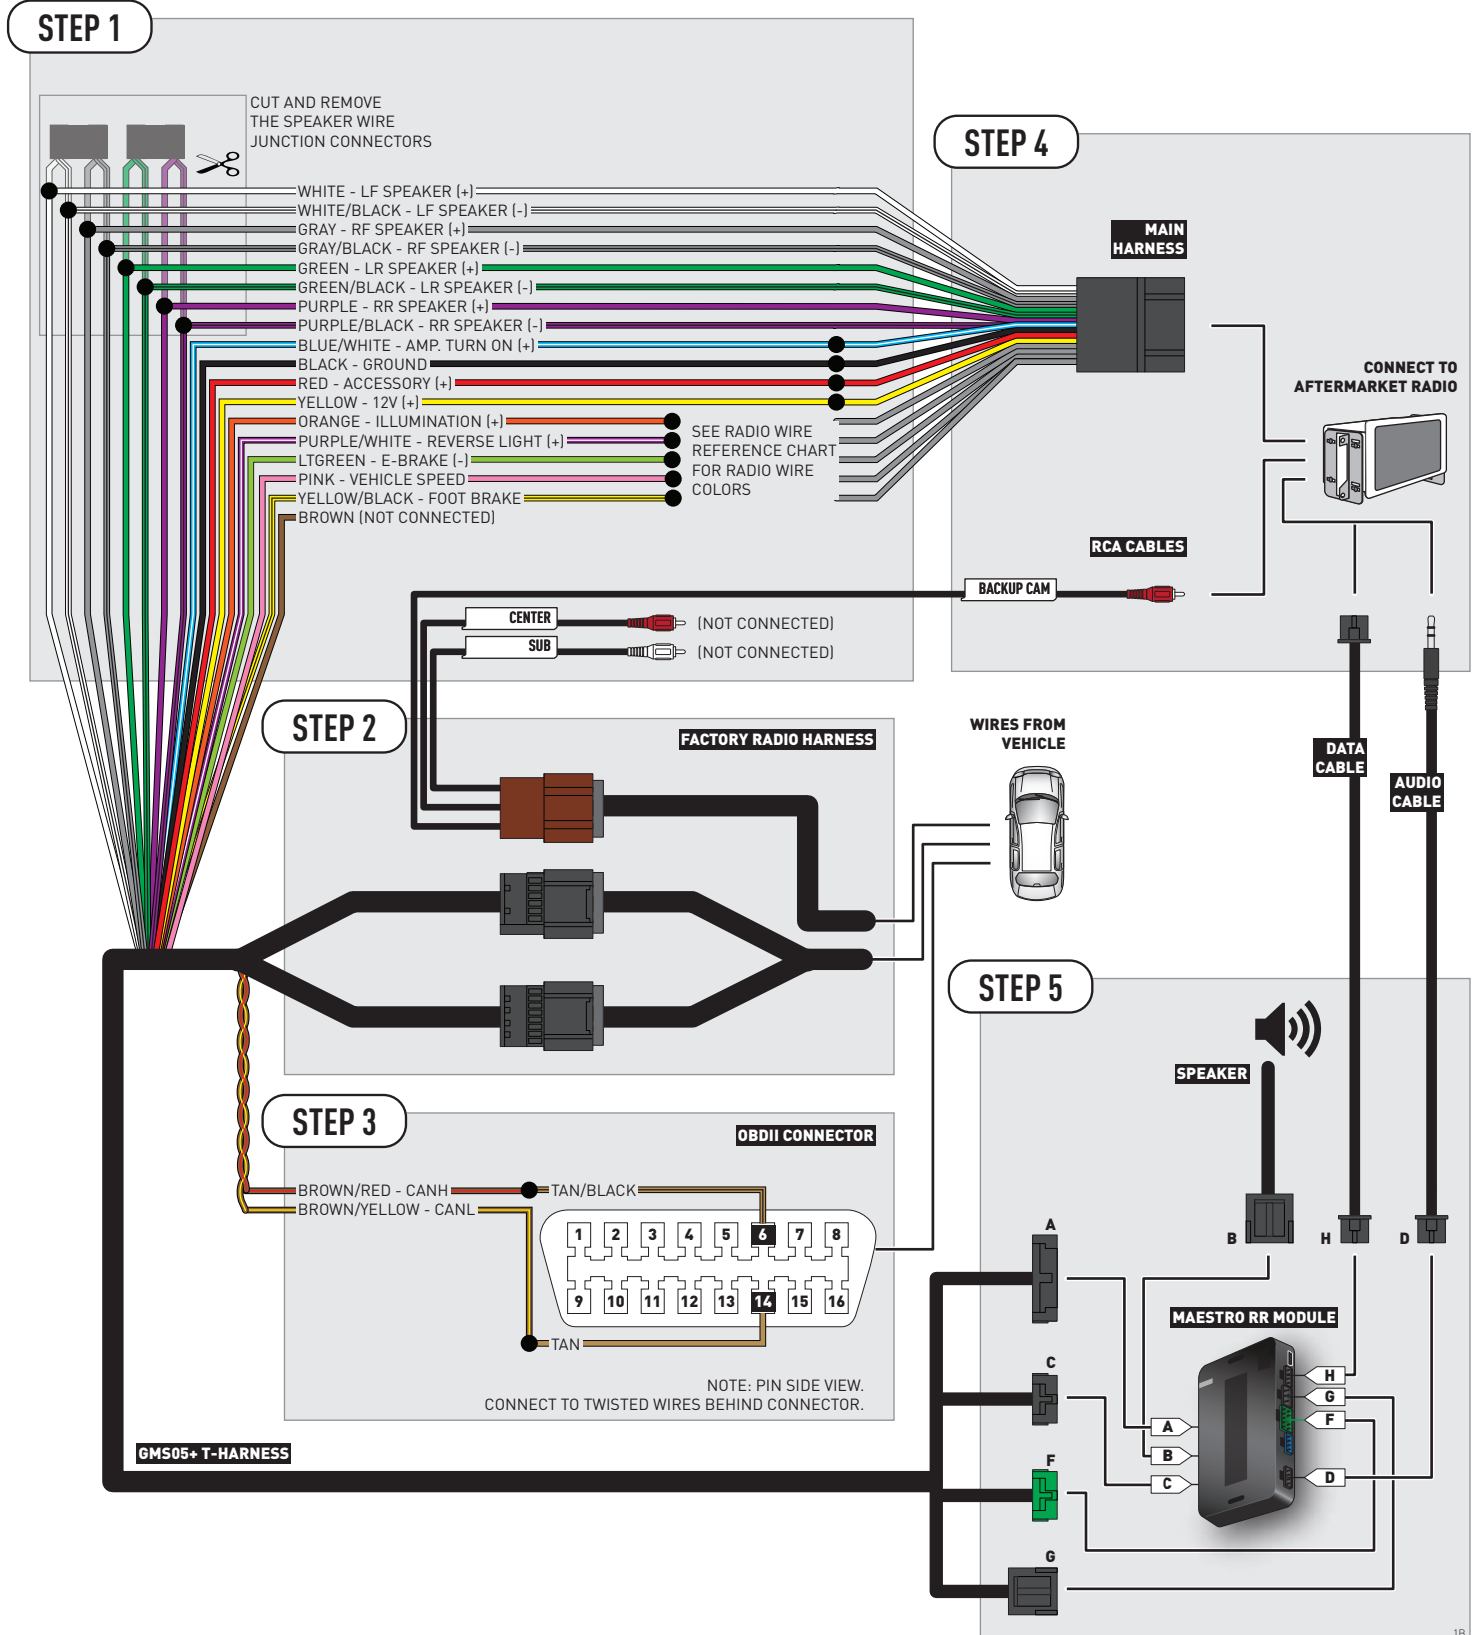 STEP 1
CUT AND REMOVE
THE SPEAKER WIRE
JUNCTION CONNECTORS
WHITE - LF SPEAKER (+)
WHITE/BLACK - LF SPEAKER (-)
GRAY - RF SPEAKER (+)
GRAY/BLACK - RF SPEAKER (-)
GREEN - LR SPEAKER (+)
GREEN/BLACK - LR SPEAKER (-)
PURPLE - RR SPEAKER (+)
PURPLE/BLACK - RR SPEAKER (-)
BLUE/WHITE - AMP. TURN ON (+)
BLACK - GROUND
RED - ACCESSORY (+)
YELLOW - 12V (+)
ORANGE - ILLUMINATION (+)
PURPLE/WHITE - REVERSE LIGHT (+)
LTGREEN - E-BRAKE (-)
PINK - VEHICLE SPEED
YELLOW/BLACK - FOOT BRAKE
BROWN (NOT CONNECTED)
SEE RADIO WIRE
REFERENCE CHART
FOR RADIO WIRE
COLORS
CENTER
(NOT CONNECTED)
SUB
(NOT CONNECTED)
STEP 4
MAIN
HARNESS
CONNECT TO
AFTERMARKET RADIO
RCA CABLES
BACKUP CAM
DATA
CABLE
AUDIO
CABLE
STEP 2
FACTORY RADIO HARNESS
WIRES FROM
VEHICLE
STEP 3
OBDII CONNECTOR
BROWN/RED - CANH
TAN/BLACK
BROWN/YELLOW - CANL
1 2 3 4 5 6 7 8
9 10 11 12 13 14 15 16
TAN
NOTE: PIN SIDE VIEW.
CONNECT TO TWISTED WIRES BEHIND CONNECTOR.
GMS05+ T-HARNESS
STEP 5
SPEAKER
A
B
H
D
MAESTRO RR MODULE
C
H
G
F
A
B
C
D
F
G
1B